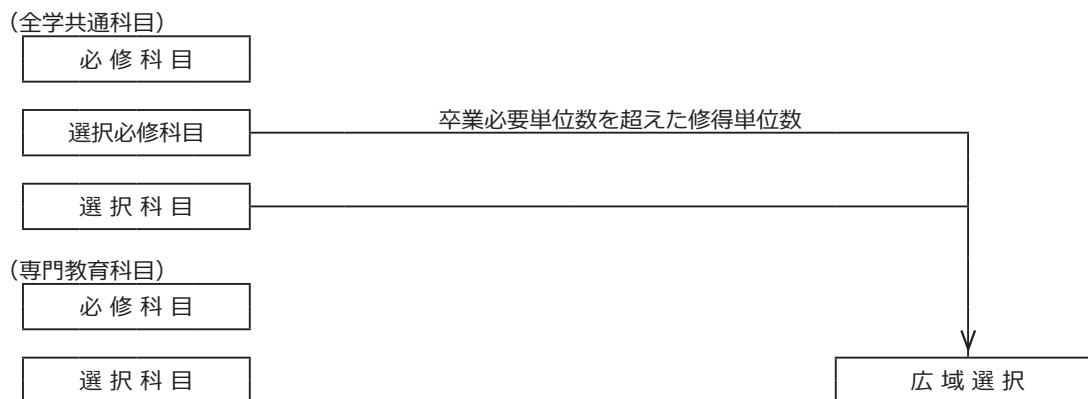 （全学共通科目）
必 修 科 目
選択必修科目
卒業必要単位数を超えた修得単位数
選 択 科 目
（専門教育科目）
必 修 科 目
選 択 科 目
広 域 選 択